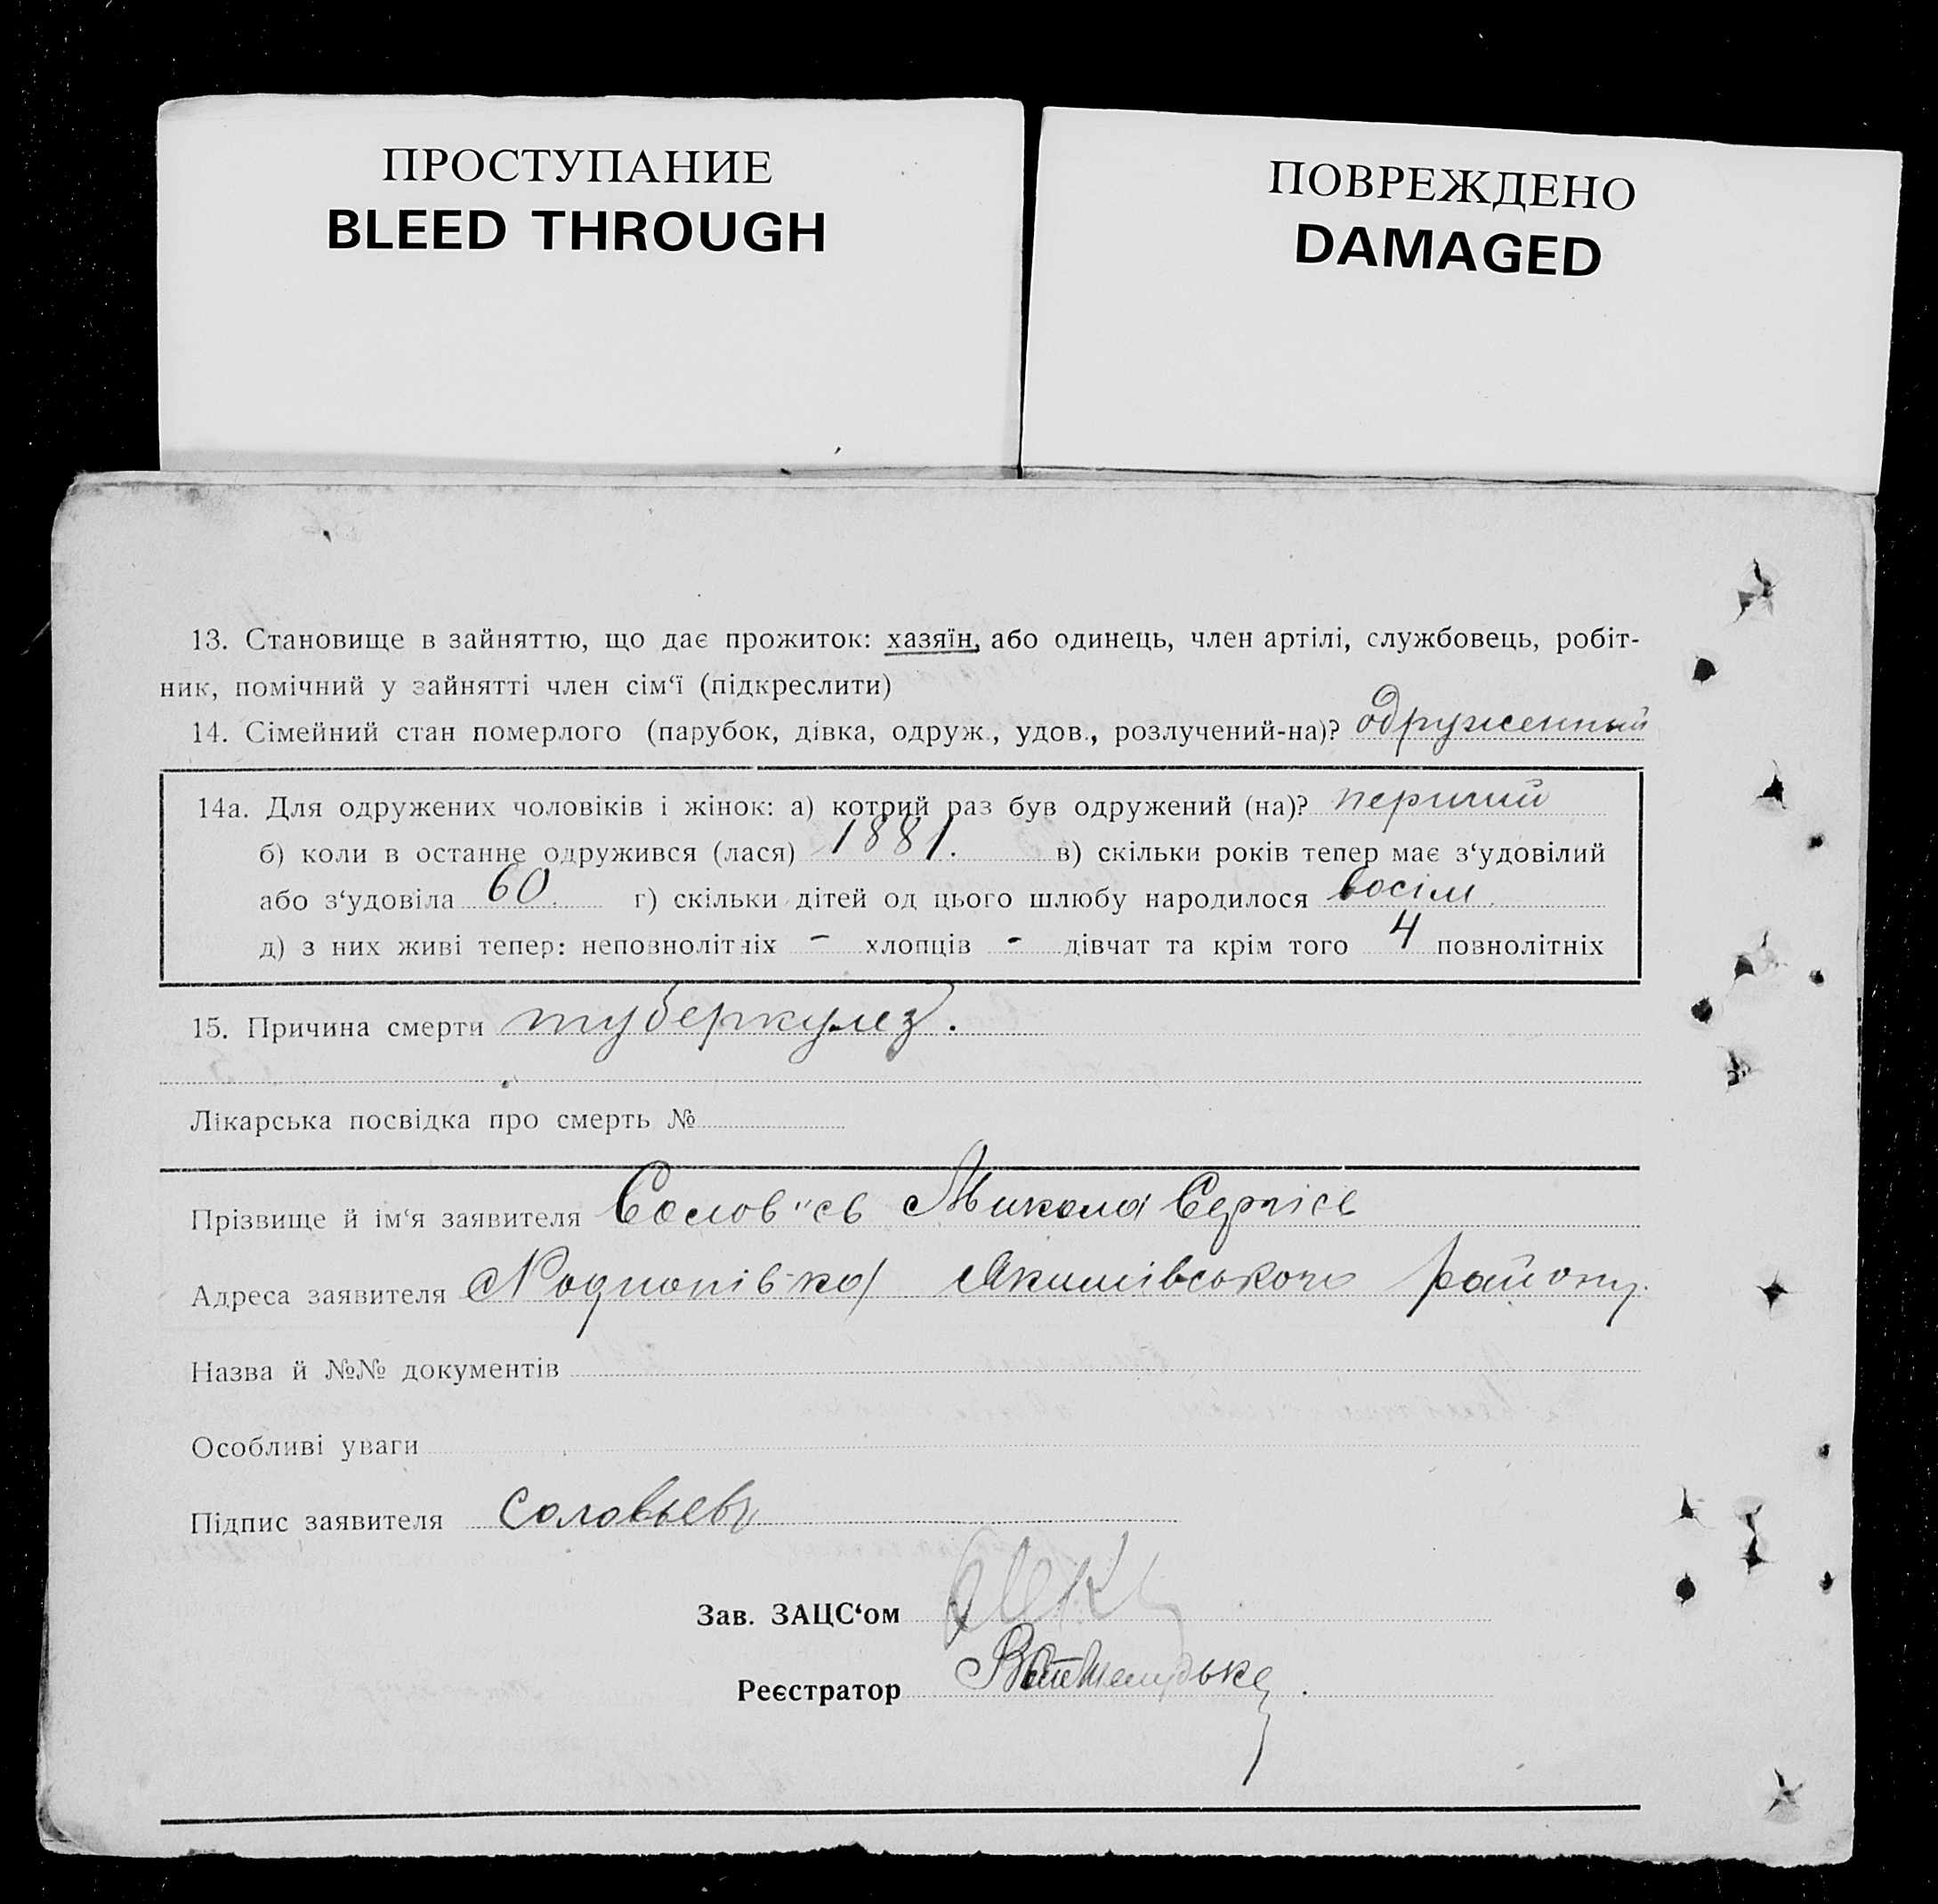 ПРОСТУПАНИЕ
BLEED THROUGH
ПОВРЕЖДЕНО
DAMAGED
13. Становище в зайняттю, що дає прожиток: хазяїн, або одинець, член артілі, службовець, робіт-
ник, помічний у зайнятті член сім‘ї (підкреслити)
14. Сімейний стан померлого (парубок, дівка, одруж., удов., розлучений-на)? одруженный
14а. Для одружених чоловіків і жінок: а) котрий раз був одружений (на)? перший
б) коли в останнє одружився (лася) 1881. в) скільки років тепер має з‘удовілий
або з‘удовіла 60. г) скільки дітей од цього шлюбу народилося восім.
д) з них живі тепер: неповнолітніх - хлопців - дівчат та крім того 4 повнолітніх
15. Причина смерти туберкулез.
Лікарська посвідка про смерть №
Прізвище й ім‘я заявителя Солов"єв Микола Сергієв
Адреса заявителя Якимівського району.
Назва й №№ документів
Особливі уваги
Підпис заявителя Соловьев
Зав. ЗАЦС‘ом
Реєстратор